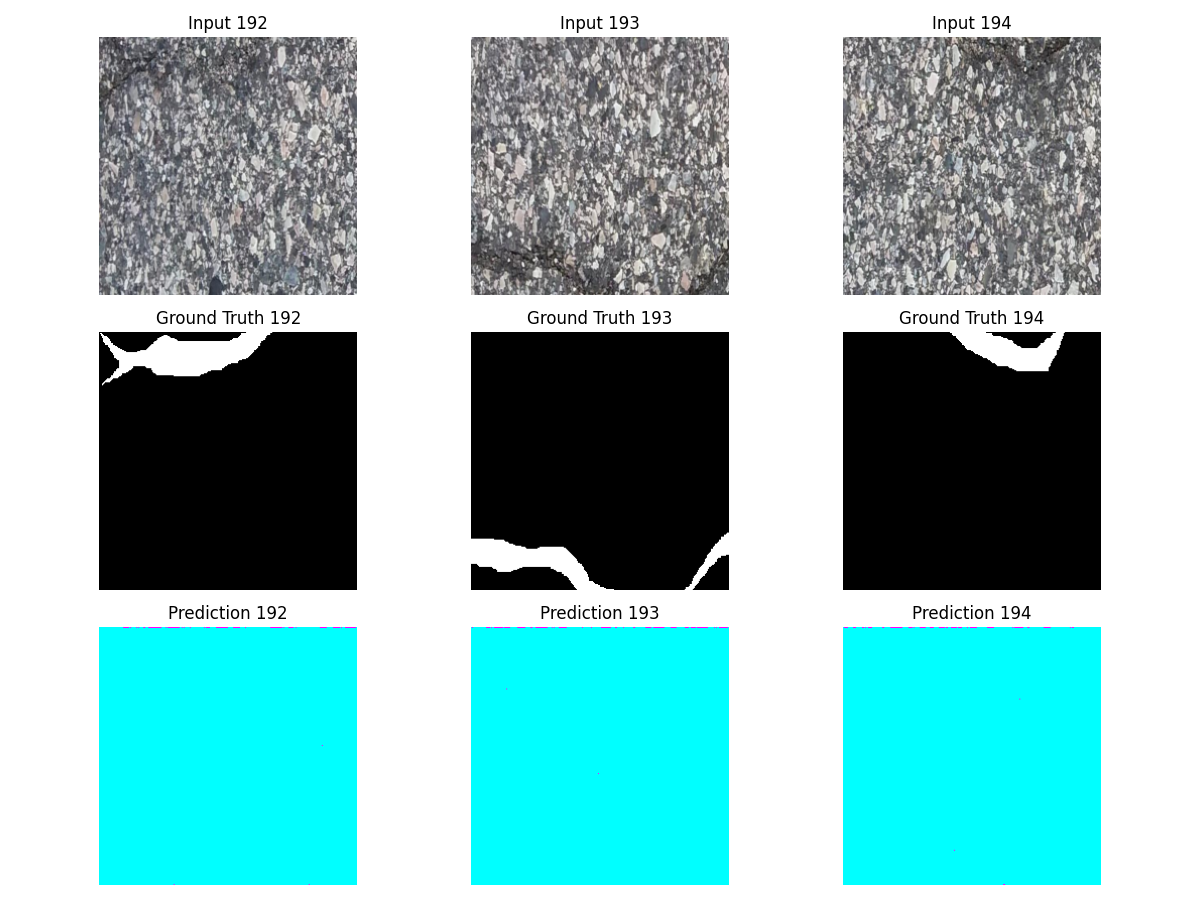 Input 192
Input 193
Input 194
Ground Truth 192
Ground Truth 193
Ground Truth 194
Prediction 192
Prediction 193
Prediction 194